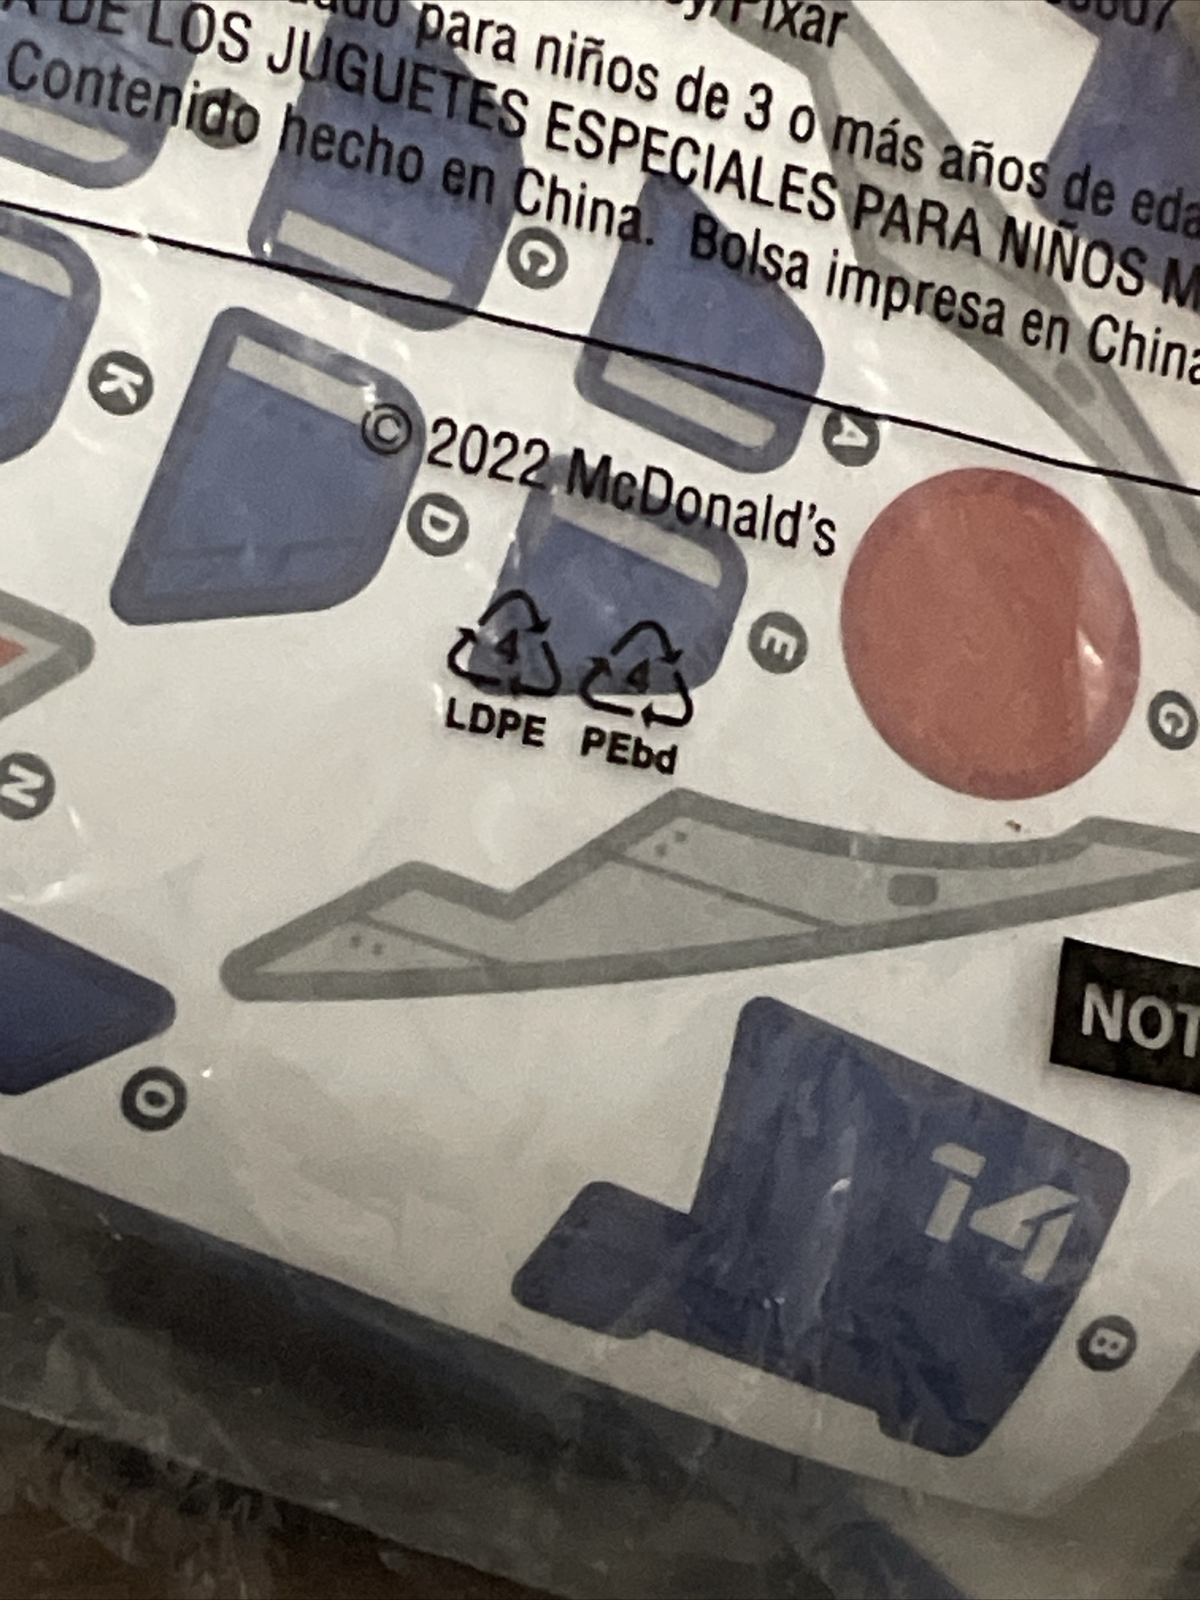 para niños de 3 o más años de
DE LOS JUGUETES ESPECIALES PARA NIÑOS
Contenido hecho en China. Bolsa impresa en China
© 2022 McDonald's
4 4
LDPE PEbd
G
K
A
D
E
G
N
NOT
O
i4
B